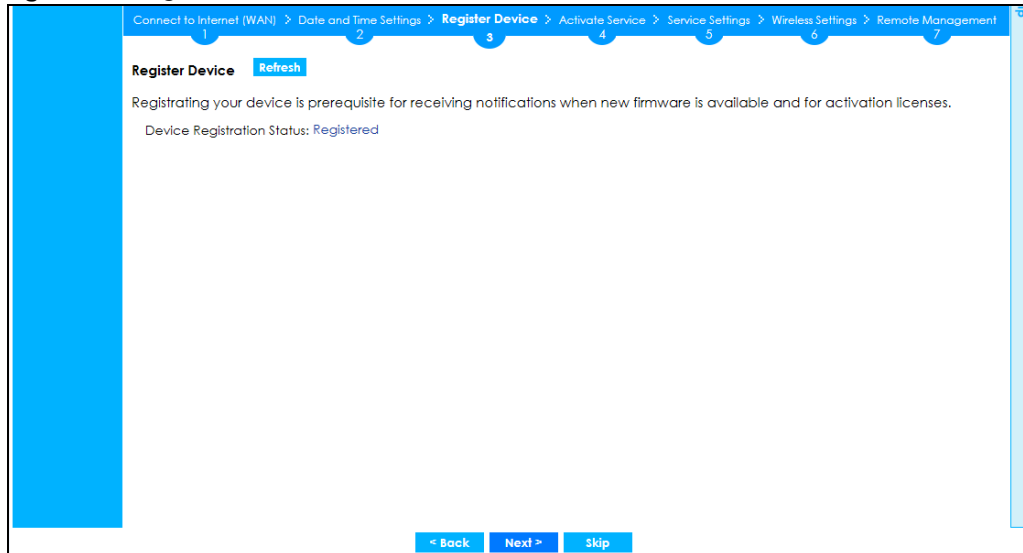 Connect to Internet (WAN) > Date and Time Settings > Register Device > Activate Service > Service Settings > Wireless Settings > Remote Management
1 2 3 4 5 6 7
Register Device Refresh
Registrating your device is prerequisite for receiving notifications when new firmware is available and for activation licenses.
Device Registration Status: Registered
< Back Next > Skip